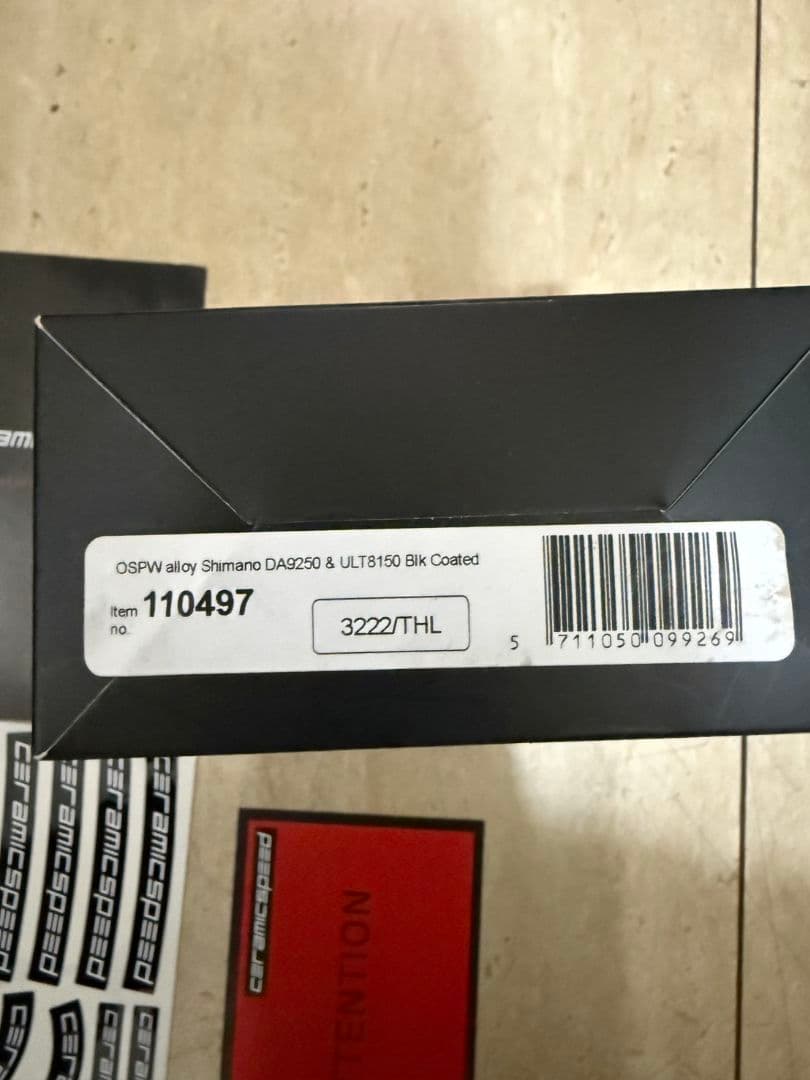 OSPW alloy Shimano DA9250 & ULT8150 Blk Coated
Item no. 110497
3222/THL
5 711050 099269
ceramicspeed
ceramicspeed
ceramicspeed
ceramicspeed
ceramicspeed
TENTION